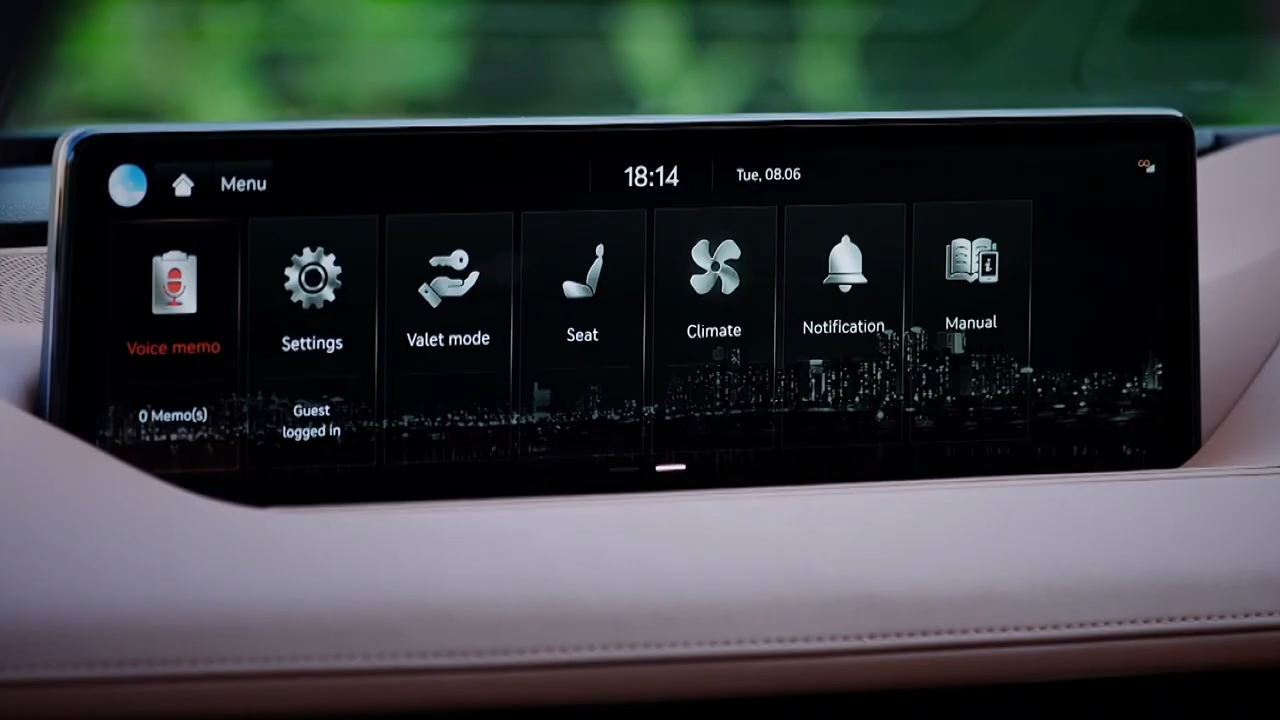 Menu
18:14
Tue, 08.06
Voice memo
Settings
Valet mode
Seat
Climate
Notification
Manual
0 Memo(s)
Guest
logged in